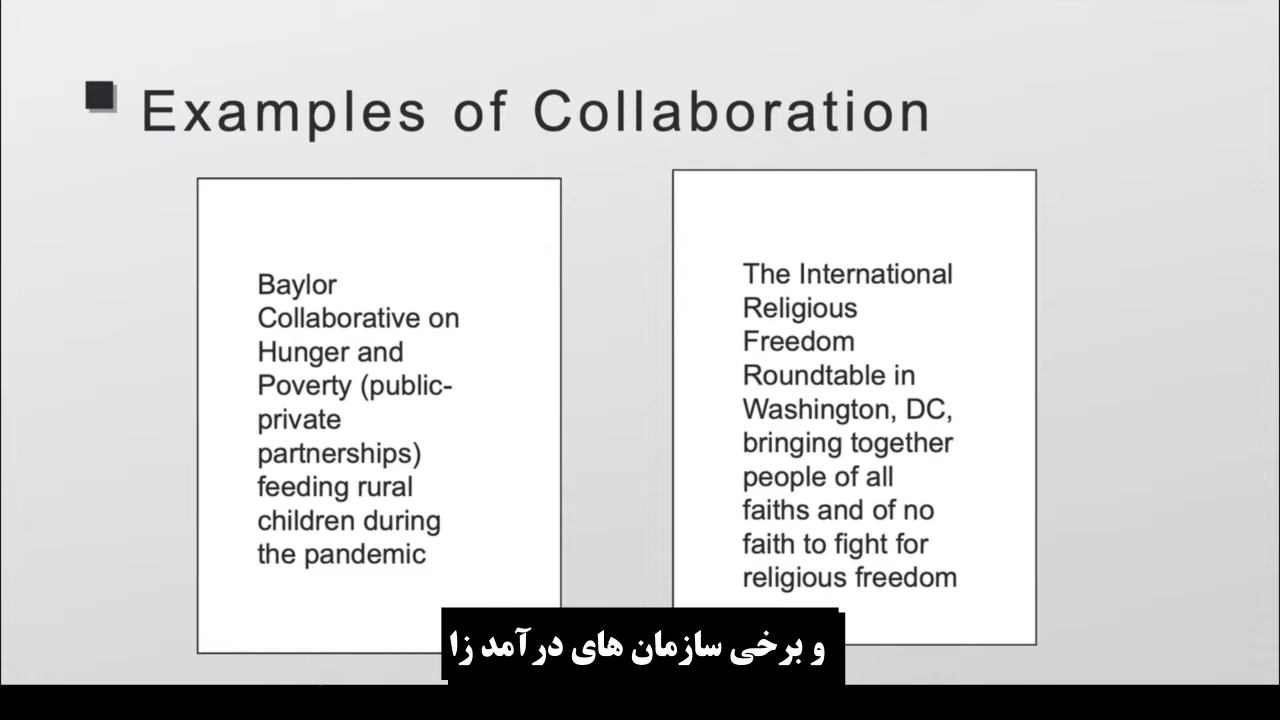 Examples of Collaboration
Baylor
Collaborative on
Hunger and
Poverty (public-
private
partnerships)
feeding rural
children during
the pandemic
The International
Religious
Freedom
Roundtable in
Washington, DC,
bringing together
people of all
faiths and of no
faith to fight for
religious freedom
و برخی سازمان های درآمد زا